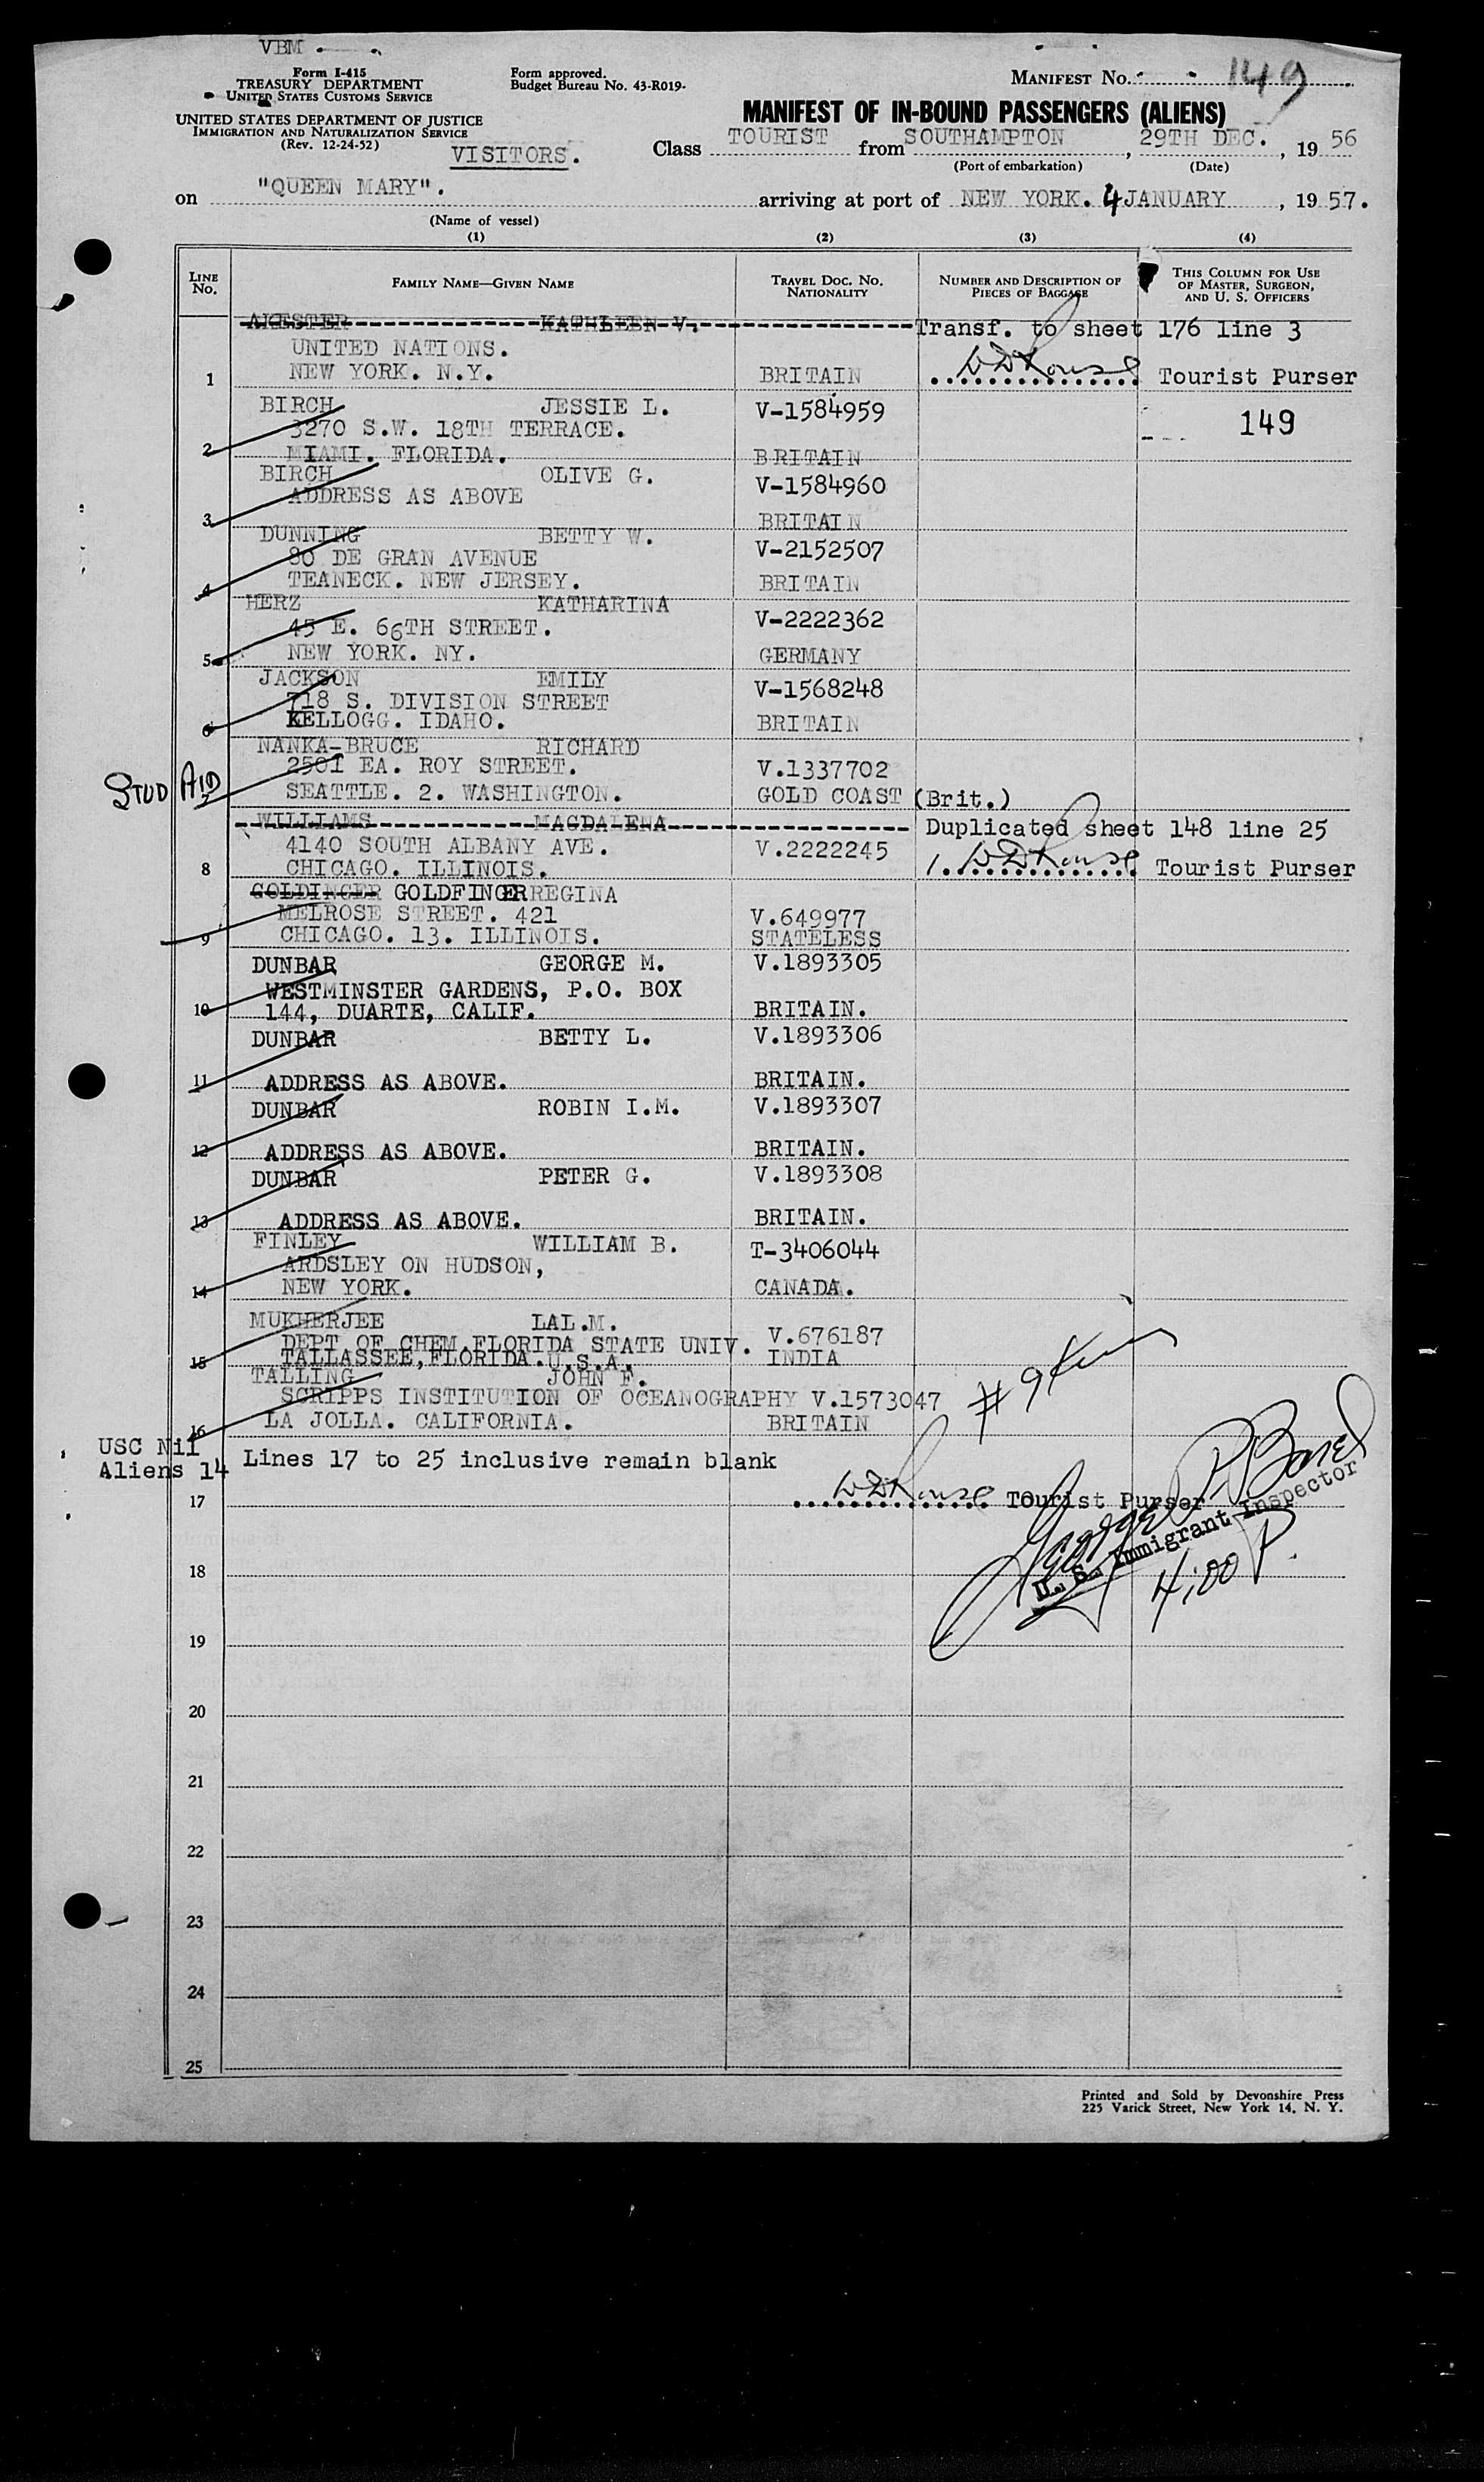 VBM
Form I-415
TREASURY DEPARTMENT
UNITED STATES CUSTOMS SERVICE
UNITED STATES DEPARTMENT OF JUSTICE
IMMIGRATION AND NATURALIZATION SERVICE
(Rev. 12-24-52)
Form approved.
Budget Bureau No. 43-R019-
MANIFEST No. 149
MANIFEST OF IN-BOUND PASSENGERS (ALIENS)
VISITORS.
Class TOURIST from SOUTHAMPTON, 29TH DEC., 19 56
(Port of embarkation) (Date)
on "QUEEN MARY". arriving at port of NEW YORK. 4 JANUARY, 19 57.
(Name of vessel)
(1) (2) (3) (4)
LINE No. FAMILY NAME—GIVEN NAME TRAVEL DOC. NO. NATIONALITY NUMBER AND DESCRIPTION OF PIECES OF BAGGAGE THIS COLUMN FOR USE OF MASTER, SURGEON, AND U. S. OFFICERS
AKESTER KATHLEEN V. Transf. to sheet 176 line 3
UNITED NATIONS.
1 NEW YORK. N.Y. BRITAIN WDRouse Tourist Purser
BIRCH JESSIE L. V-1584959 149
3270 S.W. 18TH TERRACE.
2 MIAMI. FLORIDA. BRITAIN
BIRCH OLIVE G. V-1584960
ADDRESS AS ABOVE
3 BRITAIN
DUNNING BETTY W. V-2152507
80 DE GRAN AVENUE
4 TEANECK. NEW JERSEY. BRITAIN
HERZ KATHARINA V-2222362
45 E. 66TH STREET.
5 NEW YORK. NY. GERMANY
JACKSON EMILY V-1568248
718 S. DIVISION STREET
6 KELLOGG. IDAHO. BRITAIN
NANKA-BRUCE RICHARD
2501 EA. ROY STREET. V.1337702
STUD AID
7 SEATTLE. 2. WASHINGTON. GOLD COAST (Brit.)
WILLIAMS MAGDALENA Duplicated sheet 148 line 25
4140 SOUTH ALBANY AVE. V.2222245
8 CHICAGO. ILLINOIS. WDRouse Tourist Purser
GOLDINGER GOLDFINGER REGINA
MELROSE STREET. 421 V.649977
9 CHICAGO. 13. ILLINOIS. STATELESS
DUNBAR GEORGE M. V.1893305
WESTMINSTER GARDENS, P.O. BOX
10 144, DUARTE, CALIF. BRITAIN.
DUNBAR BETTY L. V.1893306
11 ADDRESS AS ABOVE. BRITAIN.
DUNBAR ROBIN I.M. V.1893307
12 ADDRESS AS ABOVE. BRITAIN.
DUNBAR PETER G. V.1893308
13 ADDRESS AS ABOVE. BRITAIN.
FINLEY WILLIAM B. T-3406044
ARDSLEY ON HUDSON,
14 NEW YORK. CANADA.
MUKHERJEE LAL.M. V.676187
DEPT OF CHEM.FLORIDA STATE UNIV.
15 TALLASSEE,FLORIDA.U.S.A. INDIA
TALLING JOHN F.
SCRIPPS INSTITUTION OF OCEANOGRAPHY V.1573047
16 LA JOLLA. CALIFORNIA. BRITAIN
USC Nil
Aliens 14 Lines 17 to 25 inclusive remain blank
17 WDRouse Tourist Purser
U. S. Immigrant Inspector
4:00 P.
18
19
20
21
22
23
24
25
Printed and Sold by Devonshire Press
225 Varick Street, New York 14, N. Y.